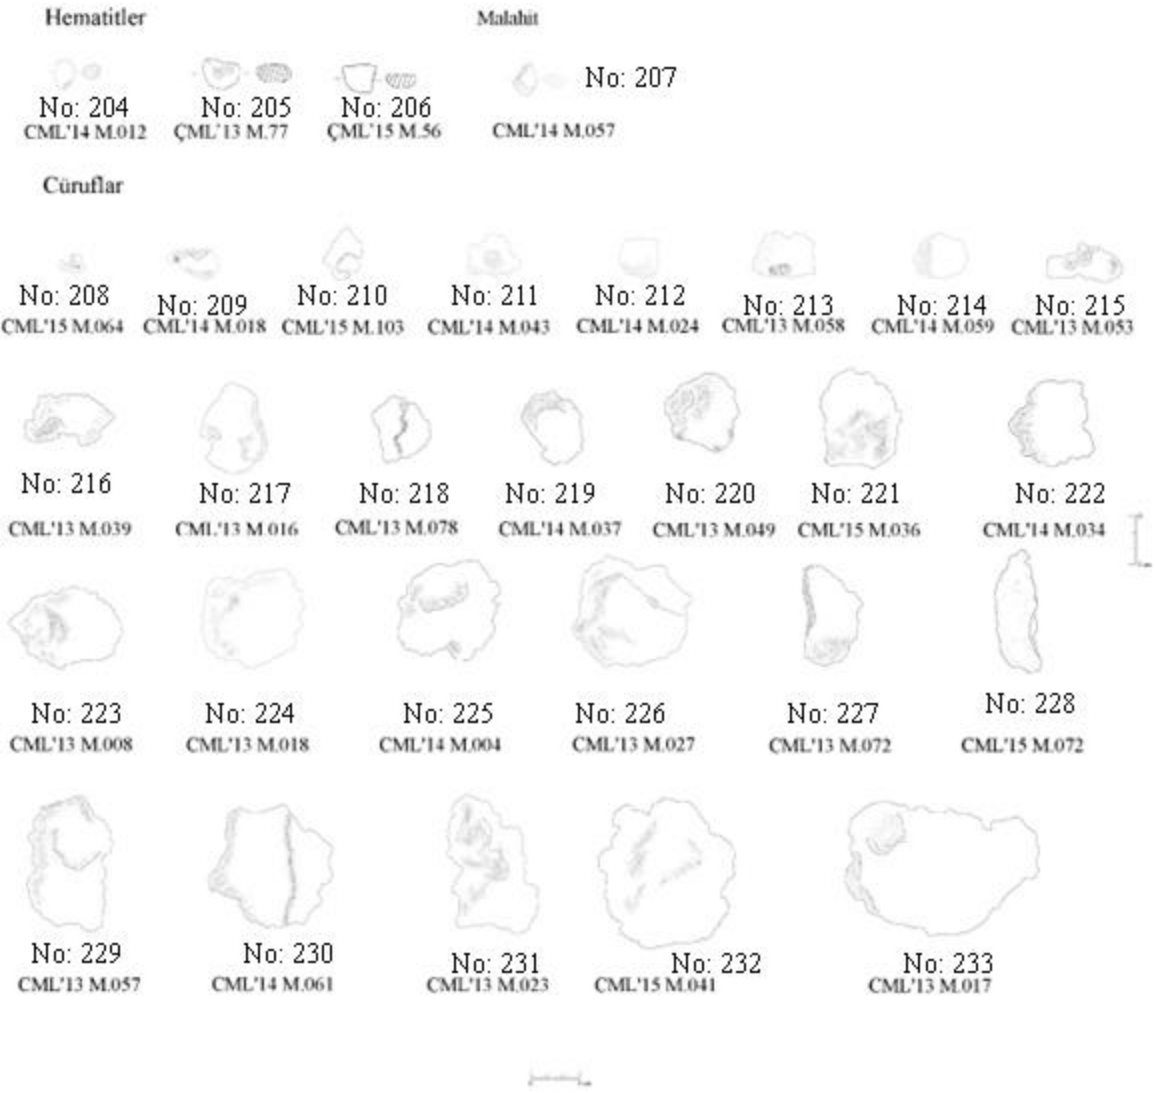 Hematitler Malahit
No: 204 No: 205 No: 206 No: 207
CML'14 M.012 ÇML'13 M.77 ÇML'15 M.56 CML'14 M.057
Cüruflar
No: 208 No: 209 No: 210 No: 211 No: 212 No: 213 No: 214 No: 215
CML'15 M.064 CML'14 M.018 CML'15 M.103 CML'14 M.043 CML'14 M.024 CML'13 M.058 CML'14 M.059 CML'13 M.053
No: 216 No: 217 No: 218 No: 219 No: 220 No: 221 No: 222
CML'13 M.039 CML'13 M.016 CML'13 M.078 CML'14 M.037 CML'13 M.049 CML'15 M.036 CML'14 M.034
No: 223 No: 224 No: 225 No: 226 No: 227 No: 228
CML'13 M.008 CML'13 M.018 CML'14 M.004 CML'13 M.027 CML'13 M.072 CML'15 M.072
No: 229 No: 230 No: 231 No: 232 No: 233
CML'13 M.057 CML'14 M.061 CML'13 M.023 CML'15 M.041 CML'13 M.017